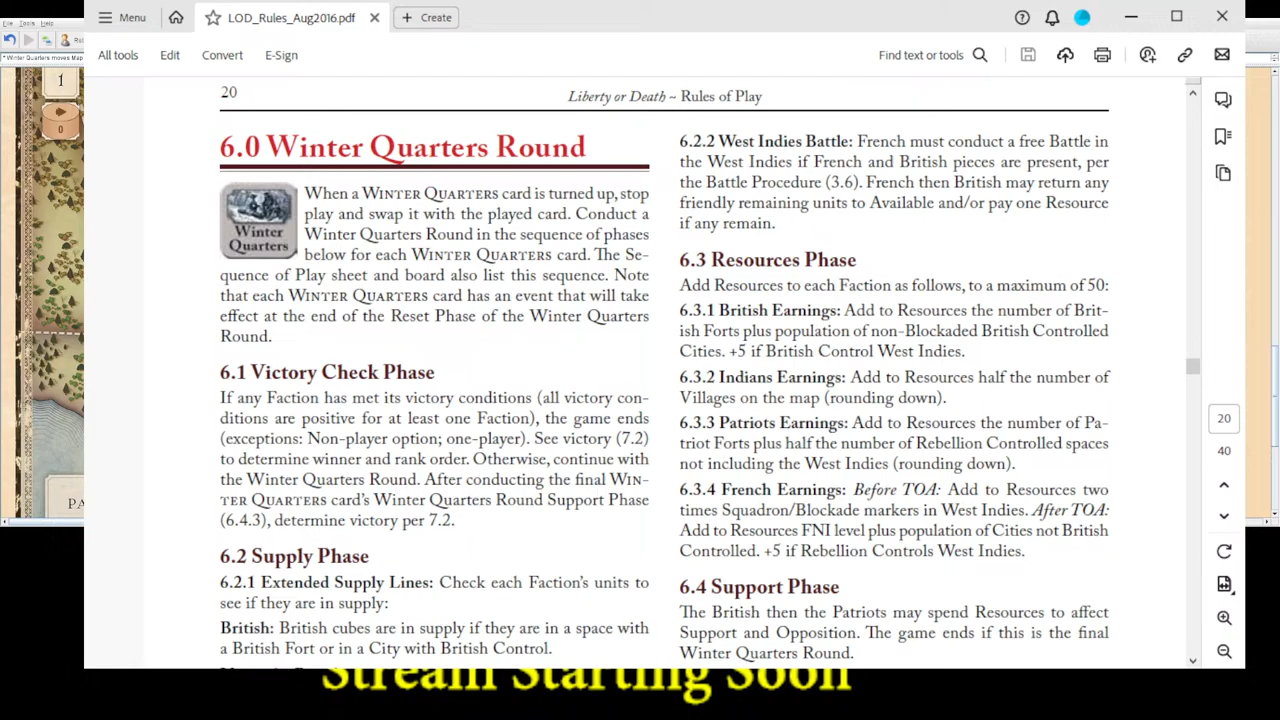 File Tools Help
Winter Quarters moves Map
1
0
Menu
LOD_Rules_Aug2016.pdf
Create
All tools
Edit
Convert
E-Sign
Find text or tools
20
Liberty or Death ~ Rules of Play
6.0 Winter Quarters Round
Winter
Quarters
When a WINTER QUARTERS card is turned up, stop
play and swap it with the played card. Conduct a
Winter Quarters Round in the sequence of phases
below for each WINTER QUARTERS card. The Se-
quence of Play sheet and board also list this sequence. Note
that each WINTER QUARTERS card has an event that will take
effect at the end of the Reset Phase of the Winter Quarters
Round.
6.1 Victory Check Phase
If any Faction has met its victory conditions (all victory con-
ditions are positive for at least one Faction), the game ends
(exceptions: Non-player option; one-player). See victory (7.2)
to determine winner and rank order. Otherwise, continue with
the Winter Quarters Round. After conducting the final WIN-
TER QUARTERS card's Winter Quarters Round Support Phase
(6.4.3), determine victory per 7.2.
6.2 Supply Phase
6.2.1 Extended Supply Lines: Check each Faction's units to
see if they are in supply:
British: British cubes are in supply if they are in a space with
a British Fort or in a City with British Control.
6.2.2 West Indies Battle: French must conduct a free Battle in
the West Indies if French and British pieces are present, per
the Battle Procedure (3.6). French then British may return any
friendly remaining units to Available and/or pay one Resource
if any remain.
6.3 Resources Phase
Add Resources to each Faction as follows, to a maximum of 50:
6.3.1 British Earnings: Add to Resources the number of Brit-
ish Forts plus population of non-Blockaded British Controlled
Cities. +5 if British Control West Indies.
6.3.2 Indians Earnings: Add to Resources half the number of
Villages on the map (rounding down).
6.3.3 Patriots Earnings: Add to Resources the number of Pa-
triot Forts plus half the number of Rebellion Controlled spaces
not including the West Indies (rounding down).
6.3.4 French Earnings: Before TOA: Add to Resources two
times Squadron/Blockade markers in West Indies. After TOA:
Add to Resources FNI level plus population of Cities not British
Controlled. +5 if Rebellion Controls West Indies.
6.4 Support Phase
The British then the Patriots may spend Resources to affect
Support and Opposition. The game ends if this is the final
Winter Quarters Round.
20
40
PA
Stream Starting Soon